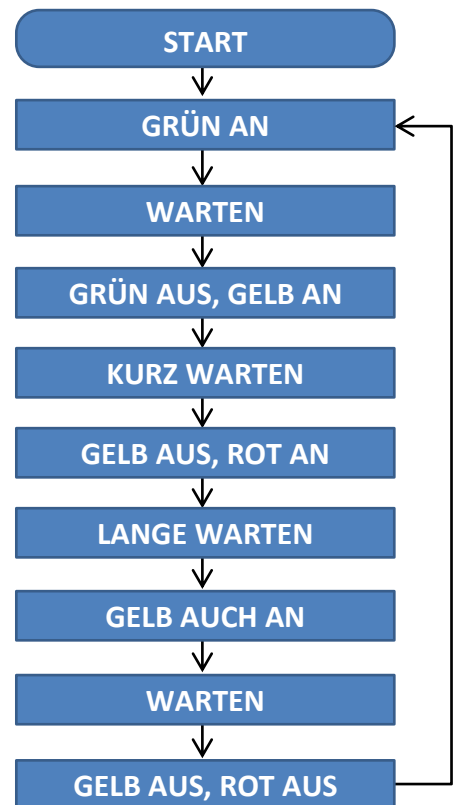 START
GRÜN AN
WARTEN
GRÜN AUS, GELB AN
KURZ WARTEN
GELB AUS, ROT AN
LANGE WARTEN
GELB AUCH AN
WARTEN
GELB AUS, ROT AUS